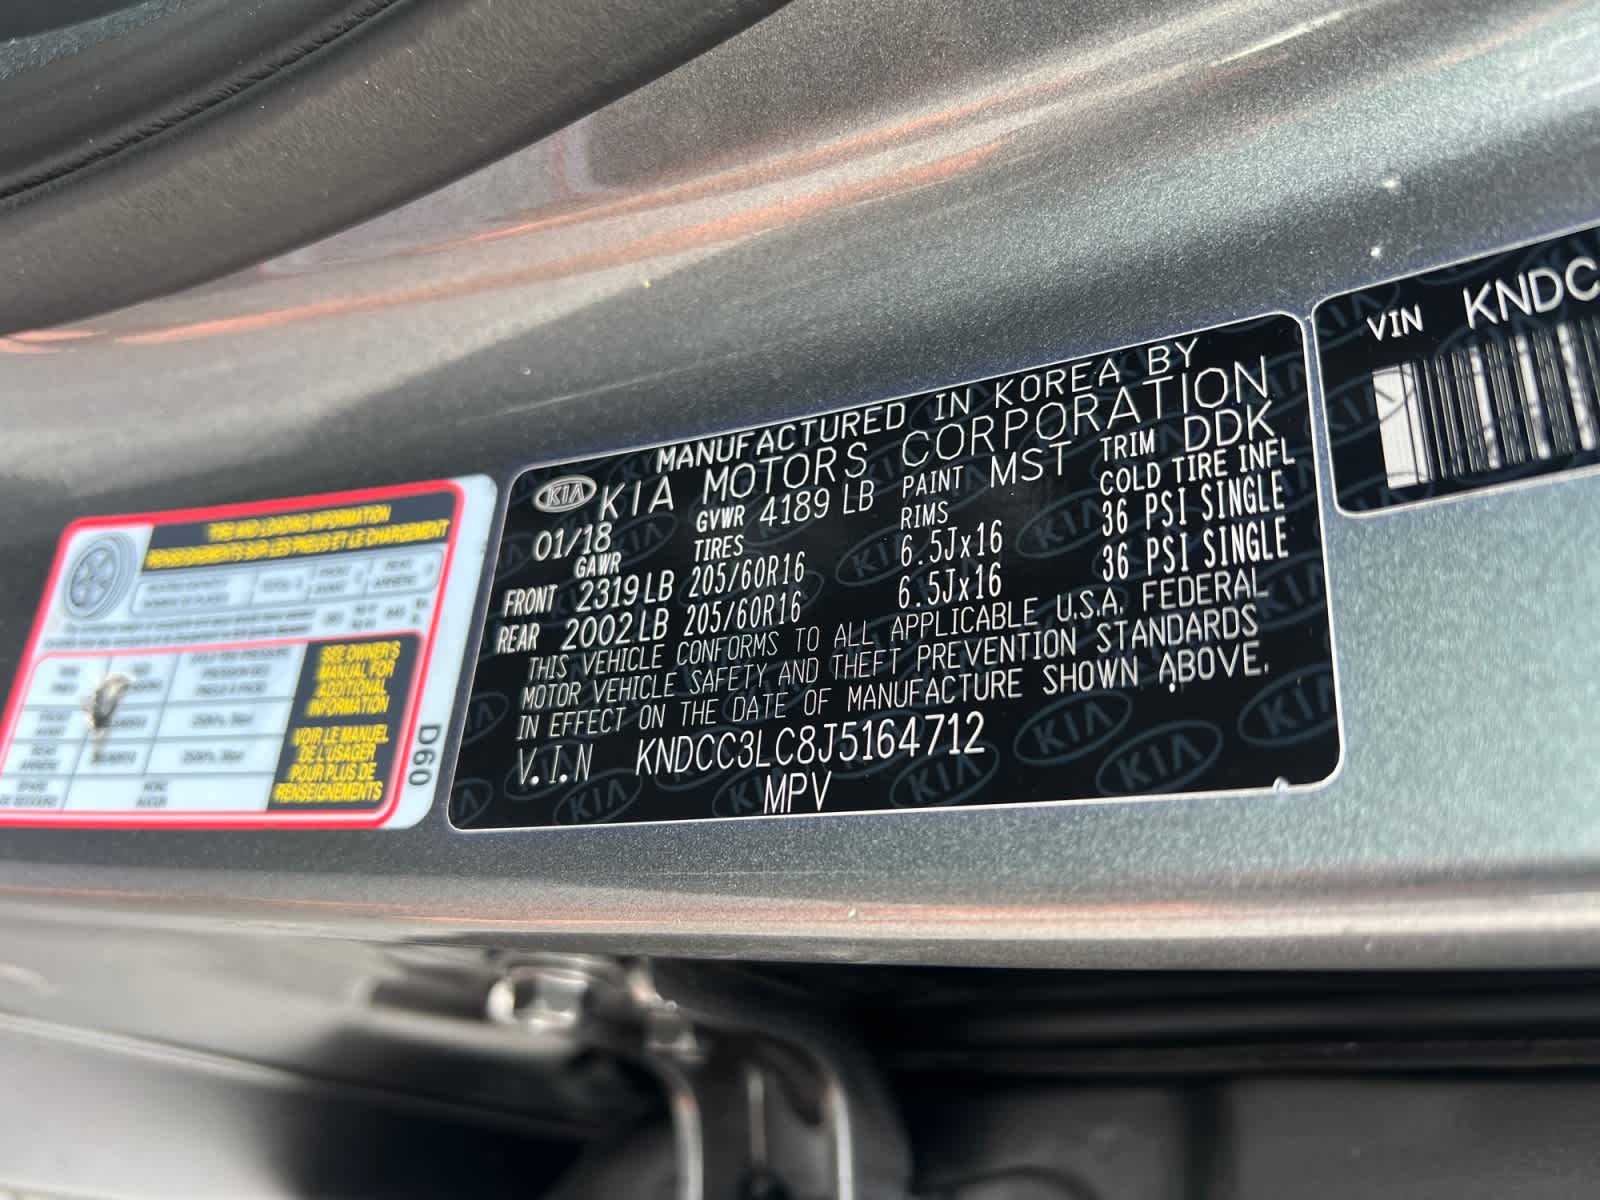 TIRE AND LOADING INFORMATION
RENSEIGNEMENTS SUR LES PNEUS ET LE CHARGEMENT
SEE OWNER'S
MANUAL FOR
ADDITIONAL
INFORMATION
VOIR LE MANUEL
DE L'USAGER
POUR PLUS DE
RENSEIGNEMENTS
D60
MANUFACTURED IN KOREA BY
KIA KIA MOTORS CORPORATION
01/18 GVWR 4189 LB PAINT MST TRIM DDK
GAWR TIRES RIMS COLD TIRE INFL
FRONT 2319 LB 205/60R16 6.5Jx16 36 PSI SINGLE
REAR 2002 LB 205/60R16 6.5Jx16 36 PSI SINGLE
THIS VEHICLE CONFORMS TO ALL APPLICABLE U.S.A. FEDERAL
MOTOR VEHICLE SAFETY AND THEFT PREVENTION STANDARDS
IN EFFECT ON THE DATE OF MANUFACTURE SHOWN ABOVE.
V.I.N KNDCC3LC8J5164712
MPV
VIN KNDC